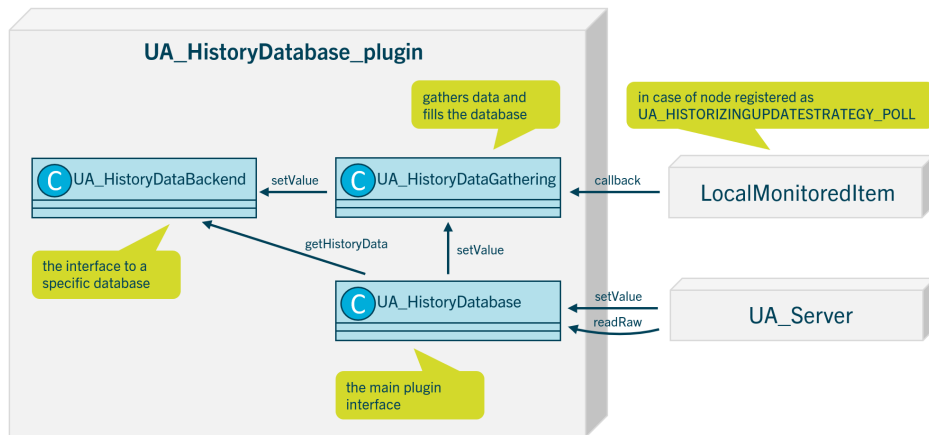 UA_HistoryDatabase_plugin
gathers data and
fills the database
in case of node registered as
UA_HISTORIZINGUPDATESTRATEGY_POLL
C UA_HistoryDataBackend
setValue
C UA_HistoryDataGathering
callback
LocalMonitoredItem
getHistoryData
setValue
the interface to a
specific database
C UA_HistoryDatabase
setValue
readRaw
UA_Server
the main plugin
interface